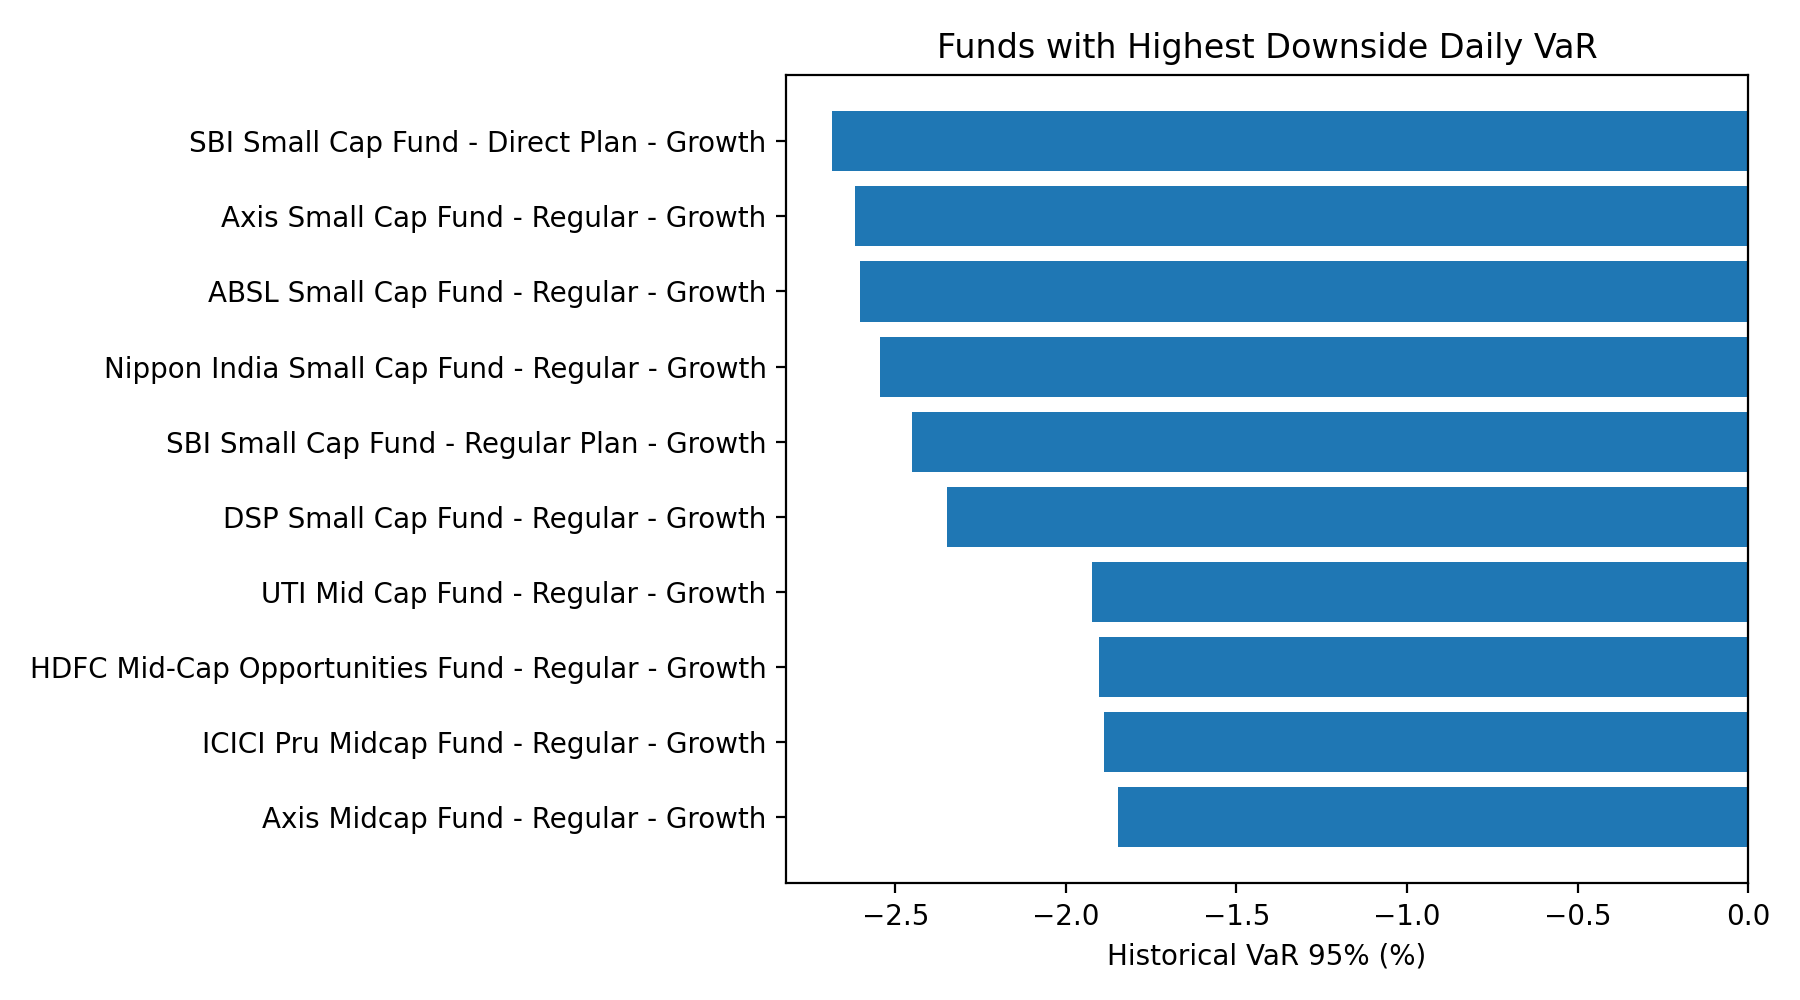 Funds with Highest Downside Daily VaR
SBI Small Cap Fund - Direct Plan - Growth
Axis Small Cap Fund - Regular - Growth
ABSL Small Cap Fund - Regular - Growth
Nippon India Small Cap Fund - Regular - Growth
SBI Small Cap Fund - Regular Plan - Growth
DSP Small Cap Fund - Regular - Growth
UTI Mid Cap Fund - Regular - Growth
HDFC Mid-Cap Opportunities Fund - Regular - Growth
ICICI Pru Midcap Fund - Regular - Growth
Axis Midcap Fund - Regular - Growth
−2.5 −2.0 −1.5 −1.0 −0.5 0.0
Historical VaR 95% (%)